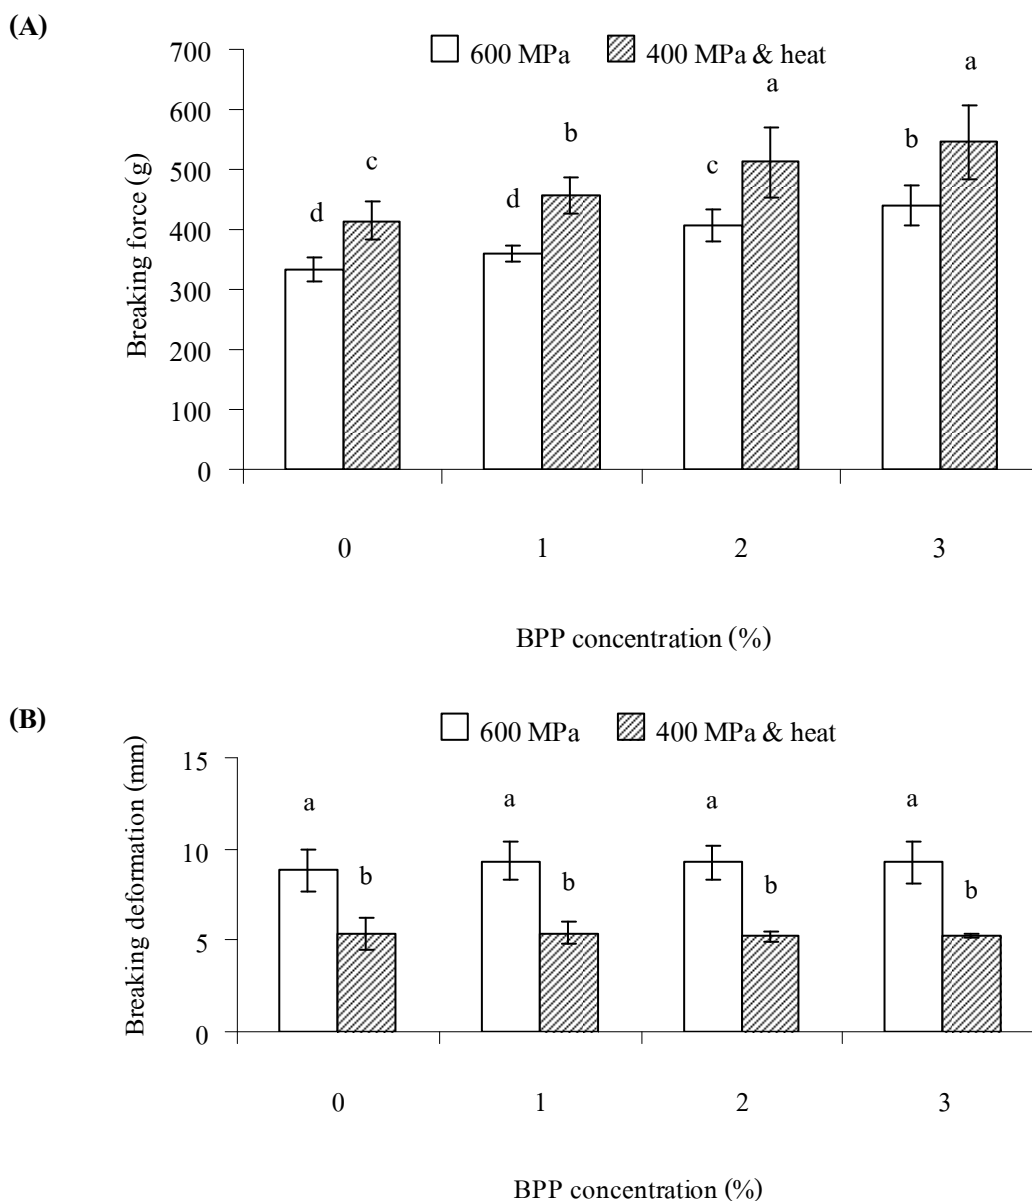 (A)
700
600 MPa 400 MPa & heat
600
a a
500
b b
c c
400
d d
300
200
100
0
Breaking force (g)
0 1 2 3
BPP concentration (%)
(B)
600 MPa 400 MPa & heat
15
a a a a
10
b b b b
5
0
Breaking deformation (mm)
0 1 2 3
BPP concentration (%)